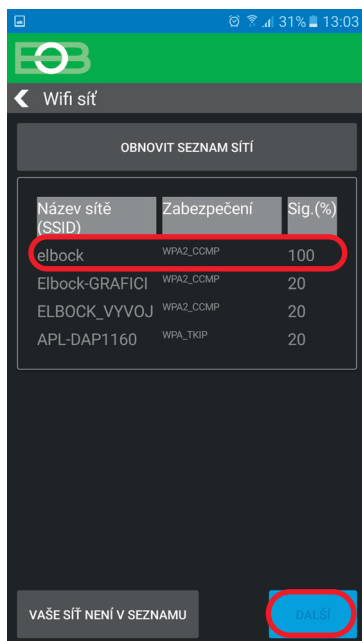 31% 13:03
EOB
Wifi síť
OBNOVIT SEZNAM SÍTÍ
Název sítě Zabezpečení Sig.(%)
(SSID)
elbock WPA2_CCMP 100
Elbock-GRAFICI WPA2_CCMP 20
ELBOCK_VYVOJ WPA2_CCMP 20
APL-DAP1160 WPA_TKIP 20
VAŠE SÍŤ NENÍ V SEZNAMU DALŠÍ